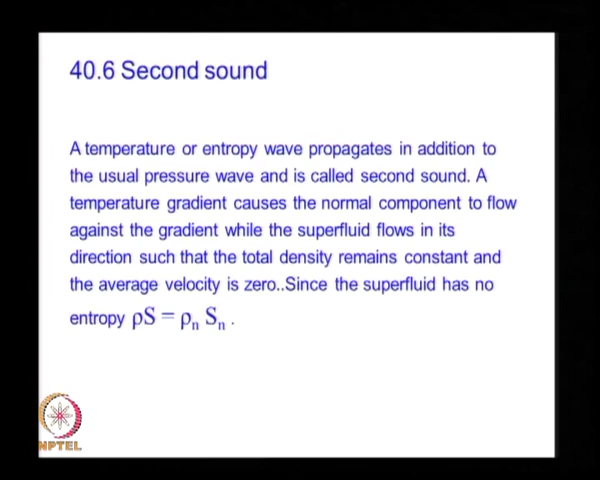 40.6 Second sound
A temperature or entropy wave propagates in addition to
the usual pressure wave and is called second sound. A
temperature gradient causes the normal component to flow
against the gradient while the superfluid flows in its
direction such that the total density remains constant and
the average velocity is zero..Since the superfluid has no
entropy ρS = ρₙ Sₙ .
NPTEL